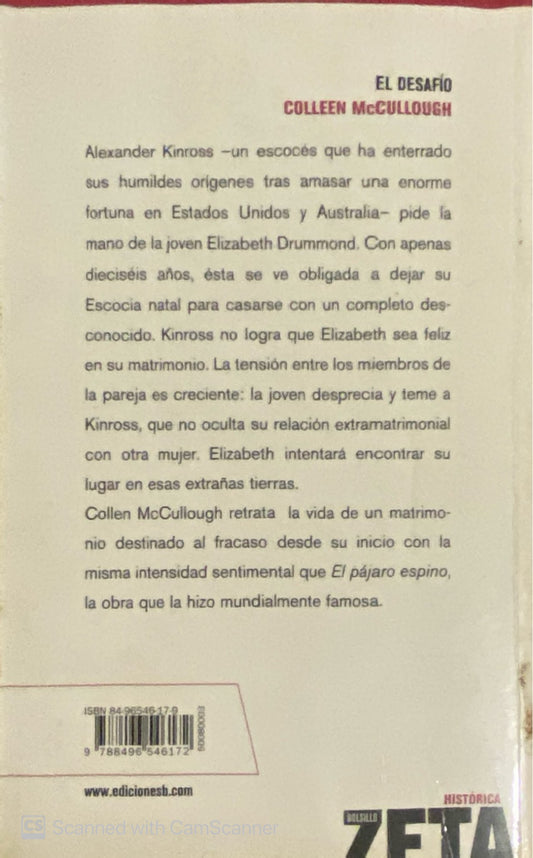 EL DESAFÍO
COLLEEN McCULLOUGH
Alexander Kinross –un escocés que ha enterrado
sus humildes orígenes tras amasar una enorme
fortuna en Estados Unidos y Australia– pide la
mano de la joven Elizabeth Drummond. Con apenas
dieciséis años, ésta se ve obligada a dejar su
Escocia natal para casarse con un completo des-
conocido. Kinross no logra que Elizabeth sea feliz
en su matrimonio. La tensión entre los miembros de
la pareja es creciente: la joven desprecia y teme a
Kinross, que no oculta su relación extramatrimonial
con otra mujer. Elizabeth intentará encontrar su
lugar en esas extrañas tierras.
Collen McCullough retrata la vida de un matrimo-
nio destinado al fracaso desde su inicio con la
misma intensidad sentimental que El pájaro espino,
la obra que la hizo mundialmente famosa.
ISBN 84-96546-17-9
9 788496 546172
50080003
www.edicionesb.com
HISTÓRICA
BOLSILLO
ZETA
CS Scanned with CamScanner